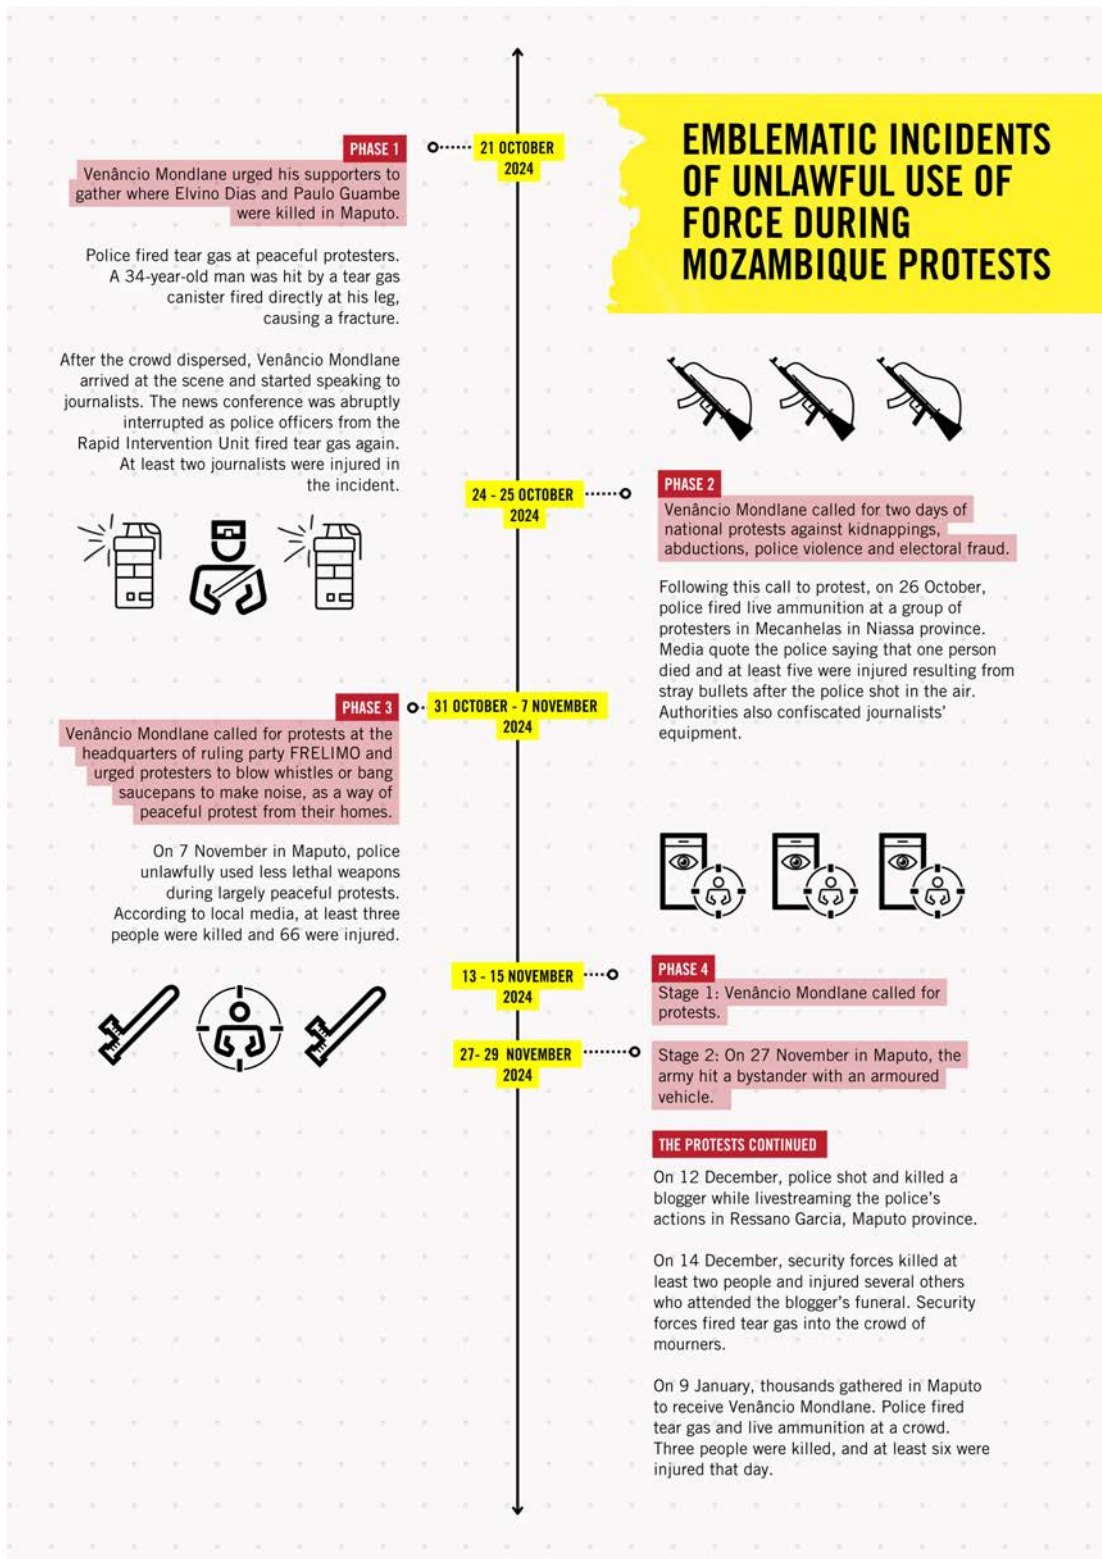 EMBLEMATIC INCIDENTS
OF UNLAWFUL USE OF
FORCE DURING
MOZAMBIQUE PROTESTS
PHASE 1
21 OCTOBER
2024
Venâncio Mondlane urged his supporters to
gather where Elvino Dias and Paulo Guambe
were killed in Maputo.
Police fired tear gas at peaceful protesters.
A 34-year-old man was hit by a tear gas
canister fired directly at his leg,
causing a fracture.
After the crowd dispersed, Venâncio Mondlane
arrived at the scene and started speaking to
journalists. The news conference was abruptly
interrupted as police officers from the
Rapid Intervention Unit fired tear gas again.
At least two journalists were injured in
the incident.
24 - 25 OCTOBER
2024
PHASE 2
Venâncio Mondlane called for two days of
national protests against kidnappings,
abductions, police violence and electoral fraud.
Following this call to protest, on 26 October,
police fired live ammunition at a group of
protesters in Mecanhelas in Niassa province.
Media quote the police saying that one person
died and at least five were injured resulting from
stray bullets after the police shot in the air.
Authorities also confiscated journalists'
equipment.
PHASE 3
31 OCTOBER - 7 NOVEMBER
2024
Venâncio Mondlane called for protests at the
headquarters of ruling party FRELIMO and
urged protesters to blow whistles or bang
saucepans to make noise, as a way of
peaceful protest from their homes.
On 7 November in Maputo, police
unlawfully used less lethal weapons
during largely peaceful protests.
According to local media, at least three
people were killed and 66 were injured.
13 - 15 NOVEMBER
2024
PHASE 4
Stage 1: Venâncio Mondlane called for
protests.
27- 29 NOVEMBER
2024
Stage 2: On 27 November in Maputo, the
army hit a bystander with an armoured
vehicle.
THE PROTESTS CONTINUED
On 12 December, police shot and killed a
blogger while livestreaming the police's
actions in Ressano Garcia, Maputo province.
On 14 December, security forces killed at
least two people and injured several others
who attended the blogger's funeral. Security
forces fired tear gas into the crowd of
mourners.
On 9 January, thousands gathered in Maputo
to receive Venâncio Mondlane. Police fired
tear gas and live ammunition at a crowd.
Three people were killed, and at least six were
injured that day.